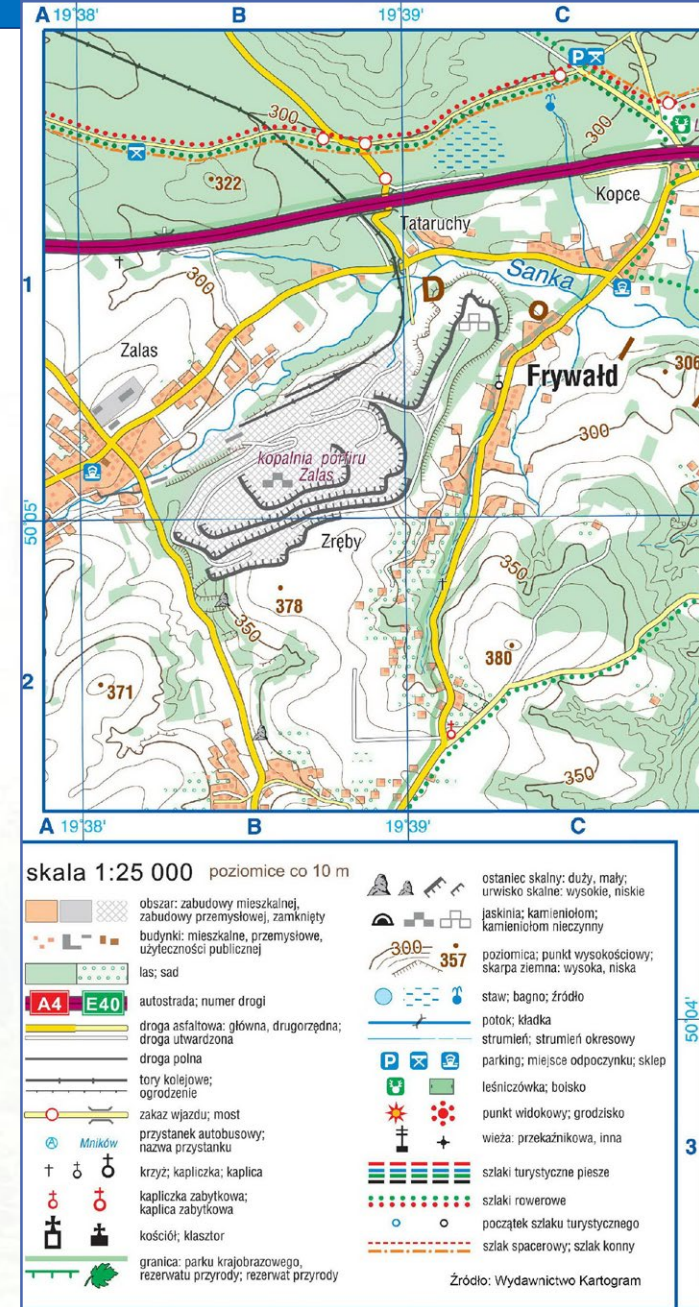 A 19°38' B 19°39' C
P
300
300
322
Kopce
Tataruchy
Sanka
1
300
D o
Zalas
Frywałd
306
300
kopalnia porfiru
Zalas
50°05'
Zręby
350
378
350
380
2
371
350
A 19°38' B 19°39' C
skala 1:25 000 poziomice co 10 m
obszar: zabudowy mieszkalnej,
zabudowy przemysłowej, zamknięty
budynki: mieszkalne, przemysłowe,
użyteczności publicznej
las; sad
A4 E40 autostrada; numer drogi
droga asfaltowa: główna, drugorzędna;
droga utwardzona
droga polna
tory kolejowe;
ogrodzenie
zakaz wjazdu; most
A Mników przystanek autobusowy;
nazwa przystanku
krzyż; kapliczka; kaplica
kapliczka zabytkowa;
kaplica zabytkowa
kościół; klasztor
granica: parku krajobrazowego,
rezerwatu przyrody; rezerwat przyrody
ostaniec skalny: duży, mały;
urwisko skalne: wysokie, niskie
jaskinia; kamieniołom;
kamieniołom nieczynny
300 357 poziomica; punkt wysokościowy;
skarpa ziemna: wysoka, niska
staw; bagno; źródło
potok; kładka
strumień; strumień okresowy
P parking; miejsce odpoczynku; sklep
leśniczówka; boisko
punkt widokowy; grodzisko
wieża: przekaźnikowa, inna
szlaki turystyczne piesze
szlaki rowerowe
początek szlaku turystycznego
szlak spacerowy; szlak konny
Źródło: Wydawnictwo Kartogram
50°04'
3